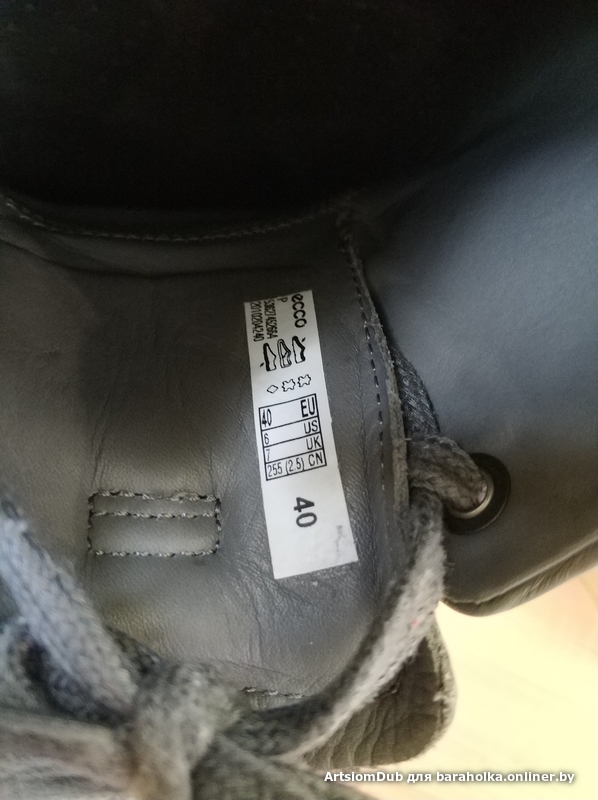 ecco
P
EU 40
US 6
UK 7
CN 255 (2.5)
40
ArtsiomDub для baraholka.onliner.by